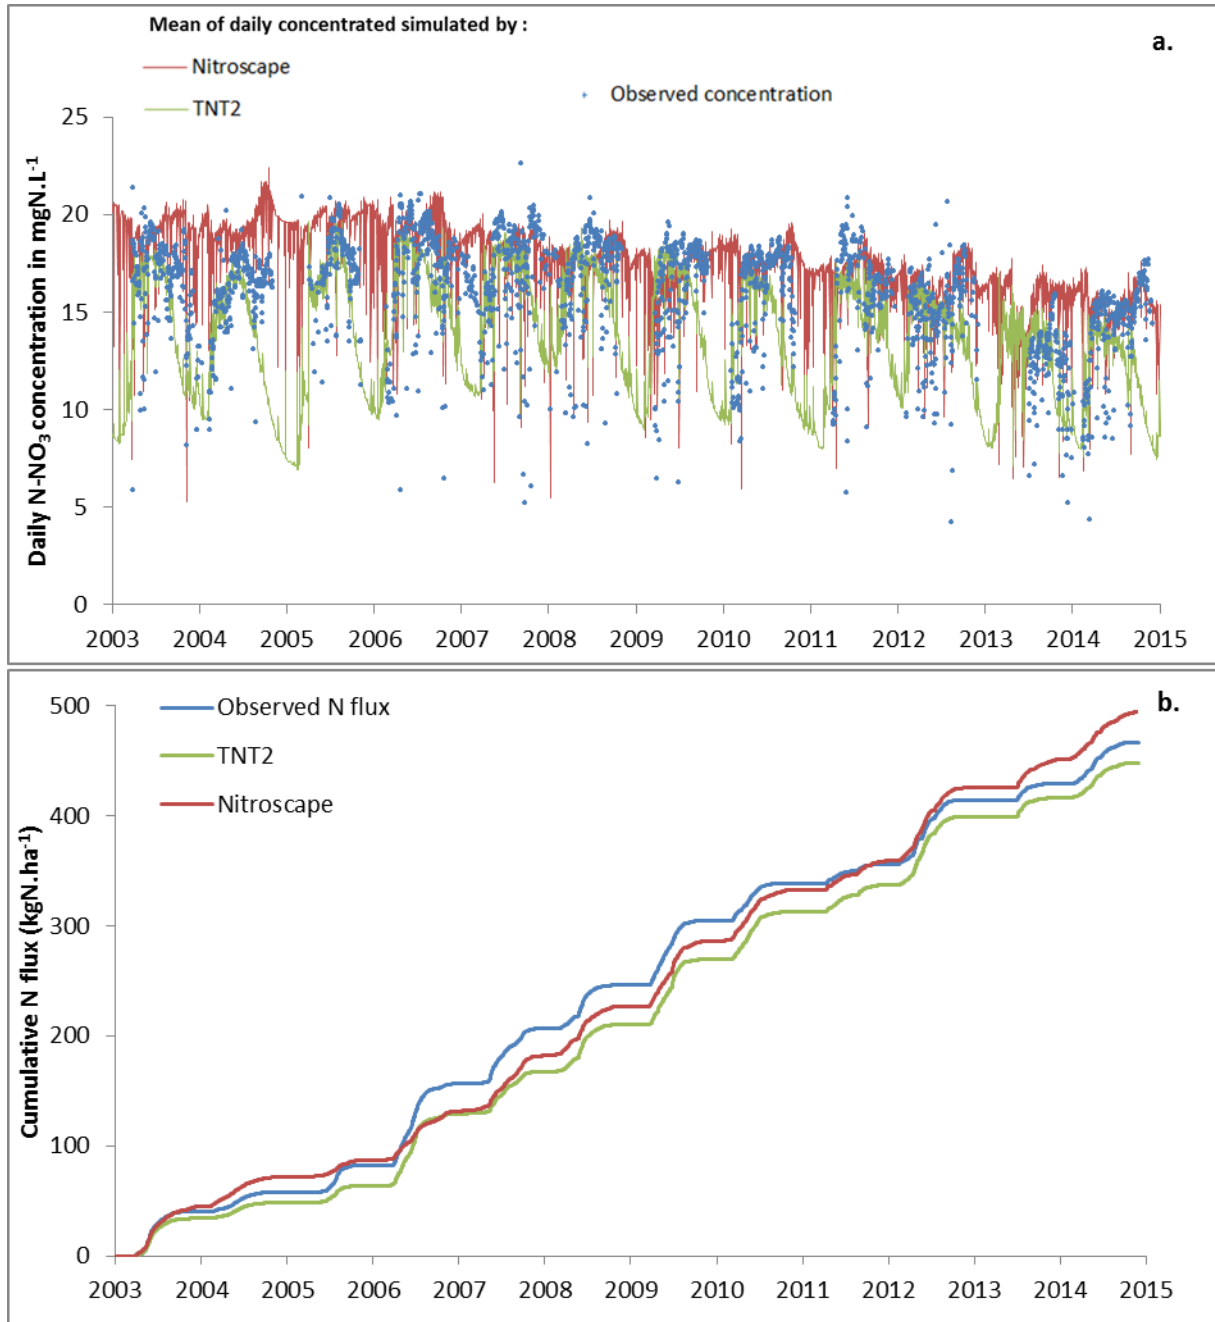 Mean of daily concentrated simulated by :
a.
Nitroscape
Observed concentration
TNT2
Daily N-NO₃ concentration in mgN.L⁻¹
25
20
15
10
5
0
2003 2004 2005 2006 2007 2008 2009 2010 2011 2012 2013 2014 2015
b.
Observed N flux
TNT2
Nitroscape
Cumulative N flux (kgN.ha⁻¹)
500
400
300
200
100
0
2003 2004 2005 2006 2007 2008 2009 2010 2011 2012 2013 2014 2015